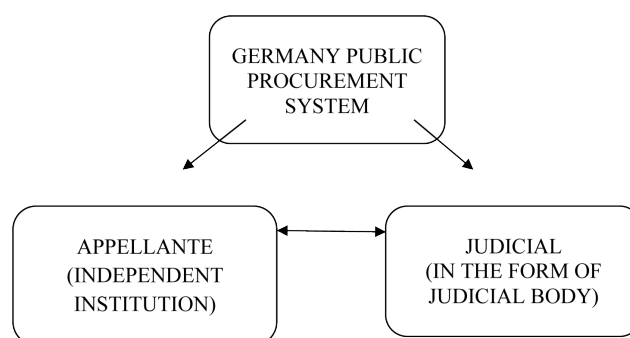 GERMANY PUBLIC
PROCUREMENT
SYSTEM
APPELLANTE
(INDEPENDENT
INSTITUTION)
JUDICIAL
(IN THE FORM OF
JUDICIAL BODY)